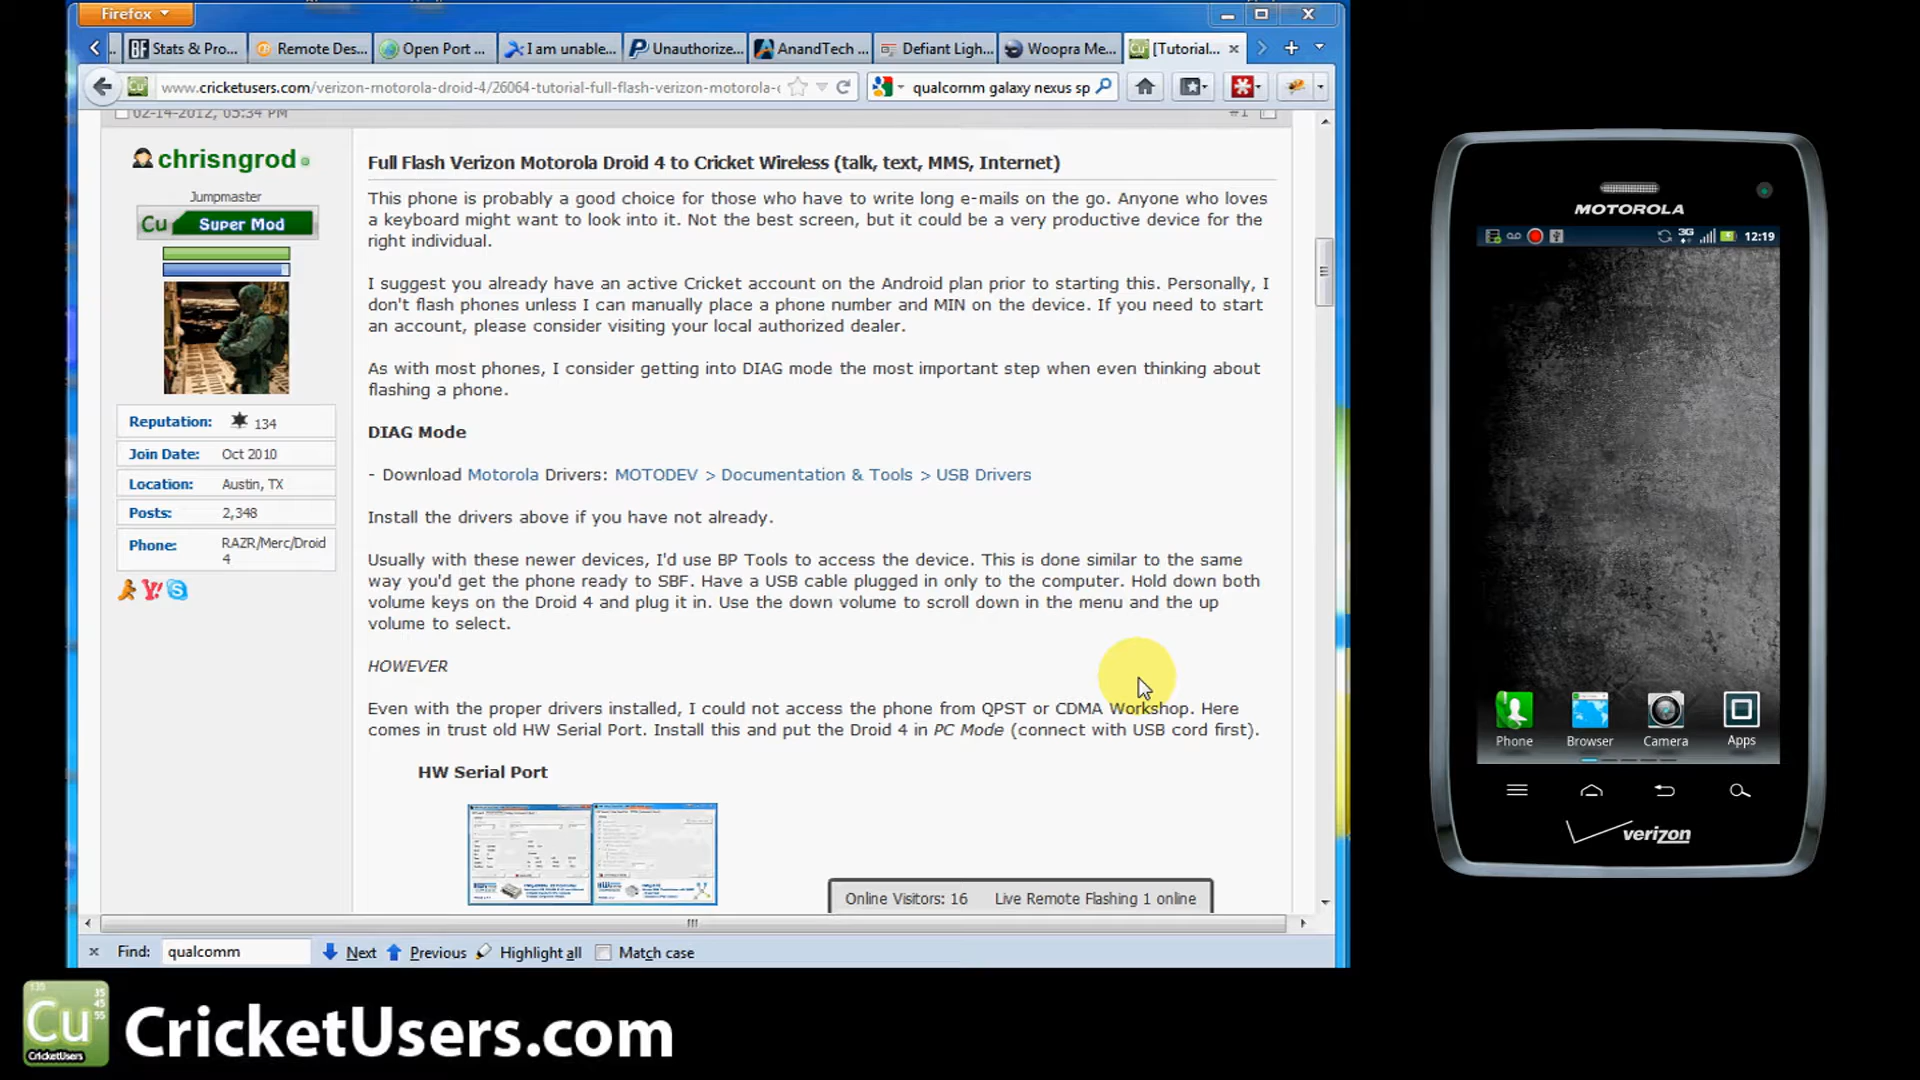 Firefox
Stats & Pro...
Remote Des...
Open Port ...
I am unable...
Unauthorize...
AnandTech ...
Defiant Ligh...
Woopra Me...
[Tutorial...
www.cricketusers.com/verizon-motorola-droid-4/26064-tutorial-full-flash-verizon-motorola-
qualcomm galaxy nexus sp
02-14-2012, 05:34 PM
#1
chrisngrod
Jumpmaster
Cu Super Mod
Reputation: 134
Join Date: Oct 2010
Location: Austin, TX
Posts: 2,348
Phone: RAZR/Merc/Droid
4
Full Flash Verizon Motorola Droid 4 to Cricket Wireless (talk, text, MMS, Internet)
This phone is probably a good choice for those who have to write long e-mails on the go. Anyone who loves
a keyboard might want to look into it. Not the best screen, but it could be a very productive device for the
right individual.
I suggest you already have an active Cricket account on the Android plan prior to starting this. Personally, I
don't flash phones unless I can manually place a phone number and MIN on the device. If you need to start
an account, please consider visiting your local authorized dealer.
As with most phones, I consider getting into DIAG mode the most important step when even thinking about
flashing a phone.
DIAG Mode
- Download Motorola Drivers: MOTODEV > Documentation & Tools > USB Drivers
Install the drivers above if you have not already.
Usually with these newer devices, I'd use BP Tools to access the device. This is done similar to the same
way you'd get the phone ready to SBF. Have a USB cable plugged in only to the computer. Hold down both
volume keys on the Droid 4 and plug it in. Use the down volume to scroll down in the menu and the up
volume to select.
HOWEVER
Even with the proper drivers installed, I could not access the phone from QPST or CDMA Workshop. Here
comes in trust old HW Serial Port. Install this and put the Droid 4 in PC Mode (connect with USB cord first).
HW Serial Port
Online Visitors: 16 Live Remote Flashing 1 online
Find: qualcomm Next Previous Highlight all Match case
MOTOROLA
3G 12:19
Phone Browser Camera Apps
verizon
Cu
35
45
55
CricketUsers
CricketUsers.com